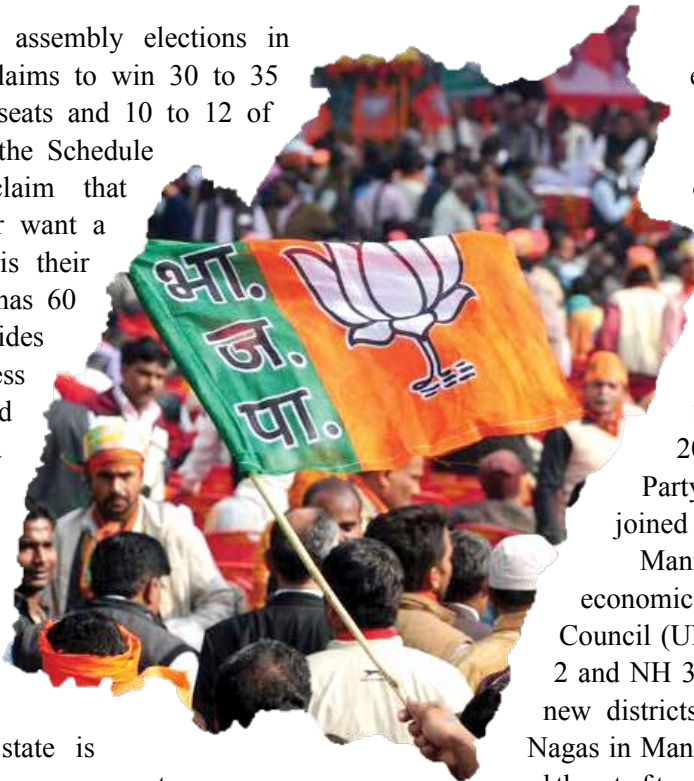 assembly elections in
laims to win 30 to 35
seats and 10 to 12 of
the Schedule
claim that
want a
is their
has 60
ides
ess
state is
भा.
ज.
पा.
20
Party
joined
Man
economic
Council (U
2 and NH 3
new districts
Nagas in Man